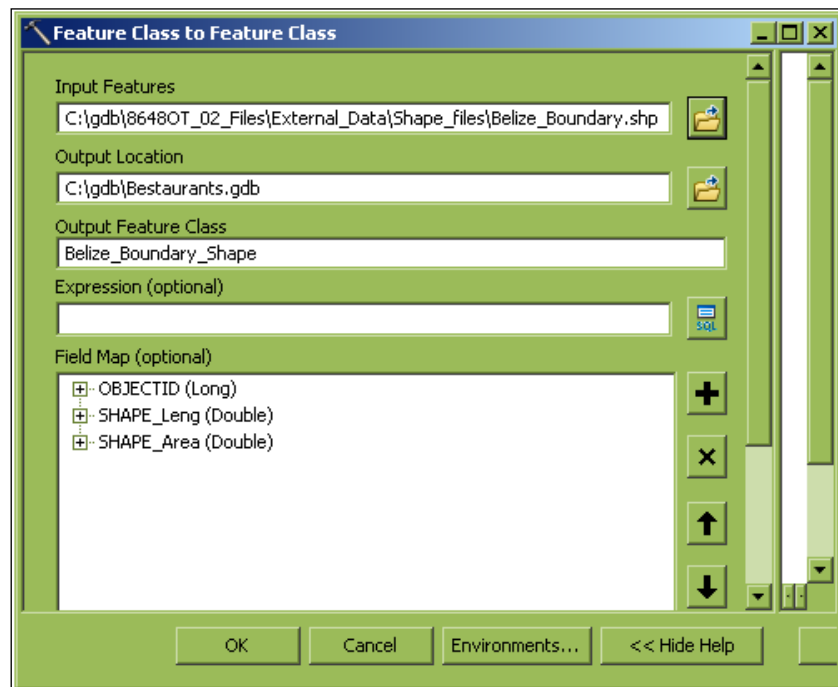 Feature Class to Feature Class
Input Features
C:\gdb\8648OT_02_Files\External_Data\Shape_files\Belize_Boundary.shp
Output Location
C:\gdb\Bestaurants.gdb
Output Feature Class
Belize_Boundary_Shape
Expression (optional)
SQL
Field Map (optional)
OBJECTID (Long)
SHAPE_Leng (Double)
SHAPE_Area (Double)
OK Cancel Environments... << Hide Help